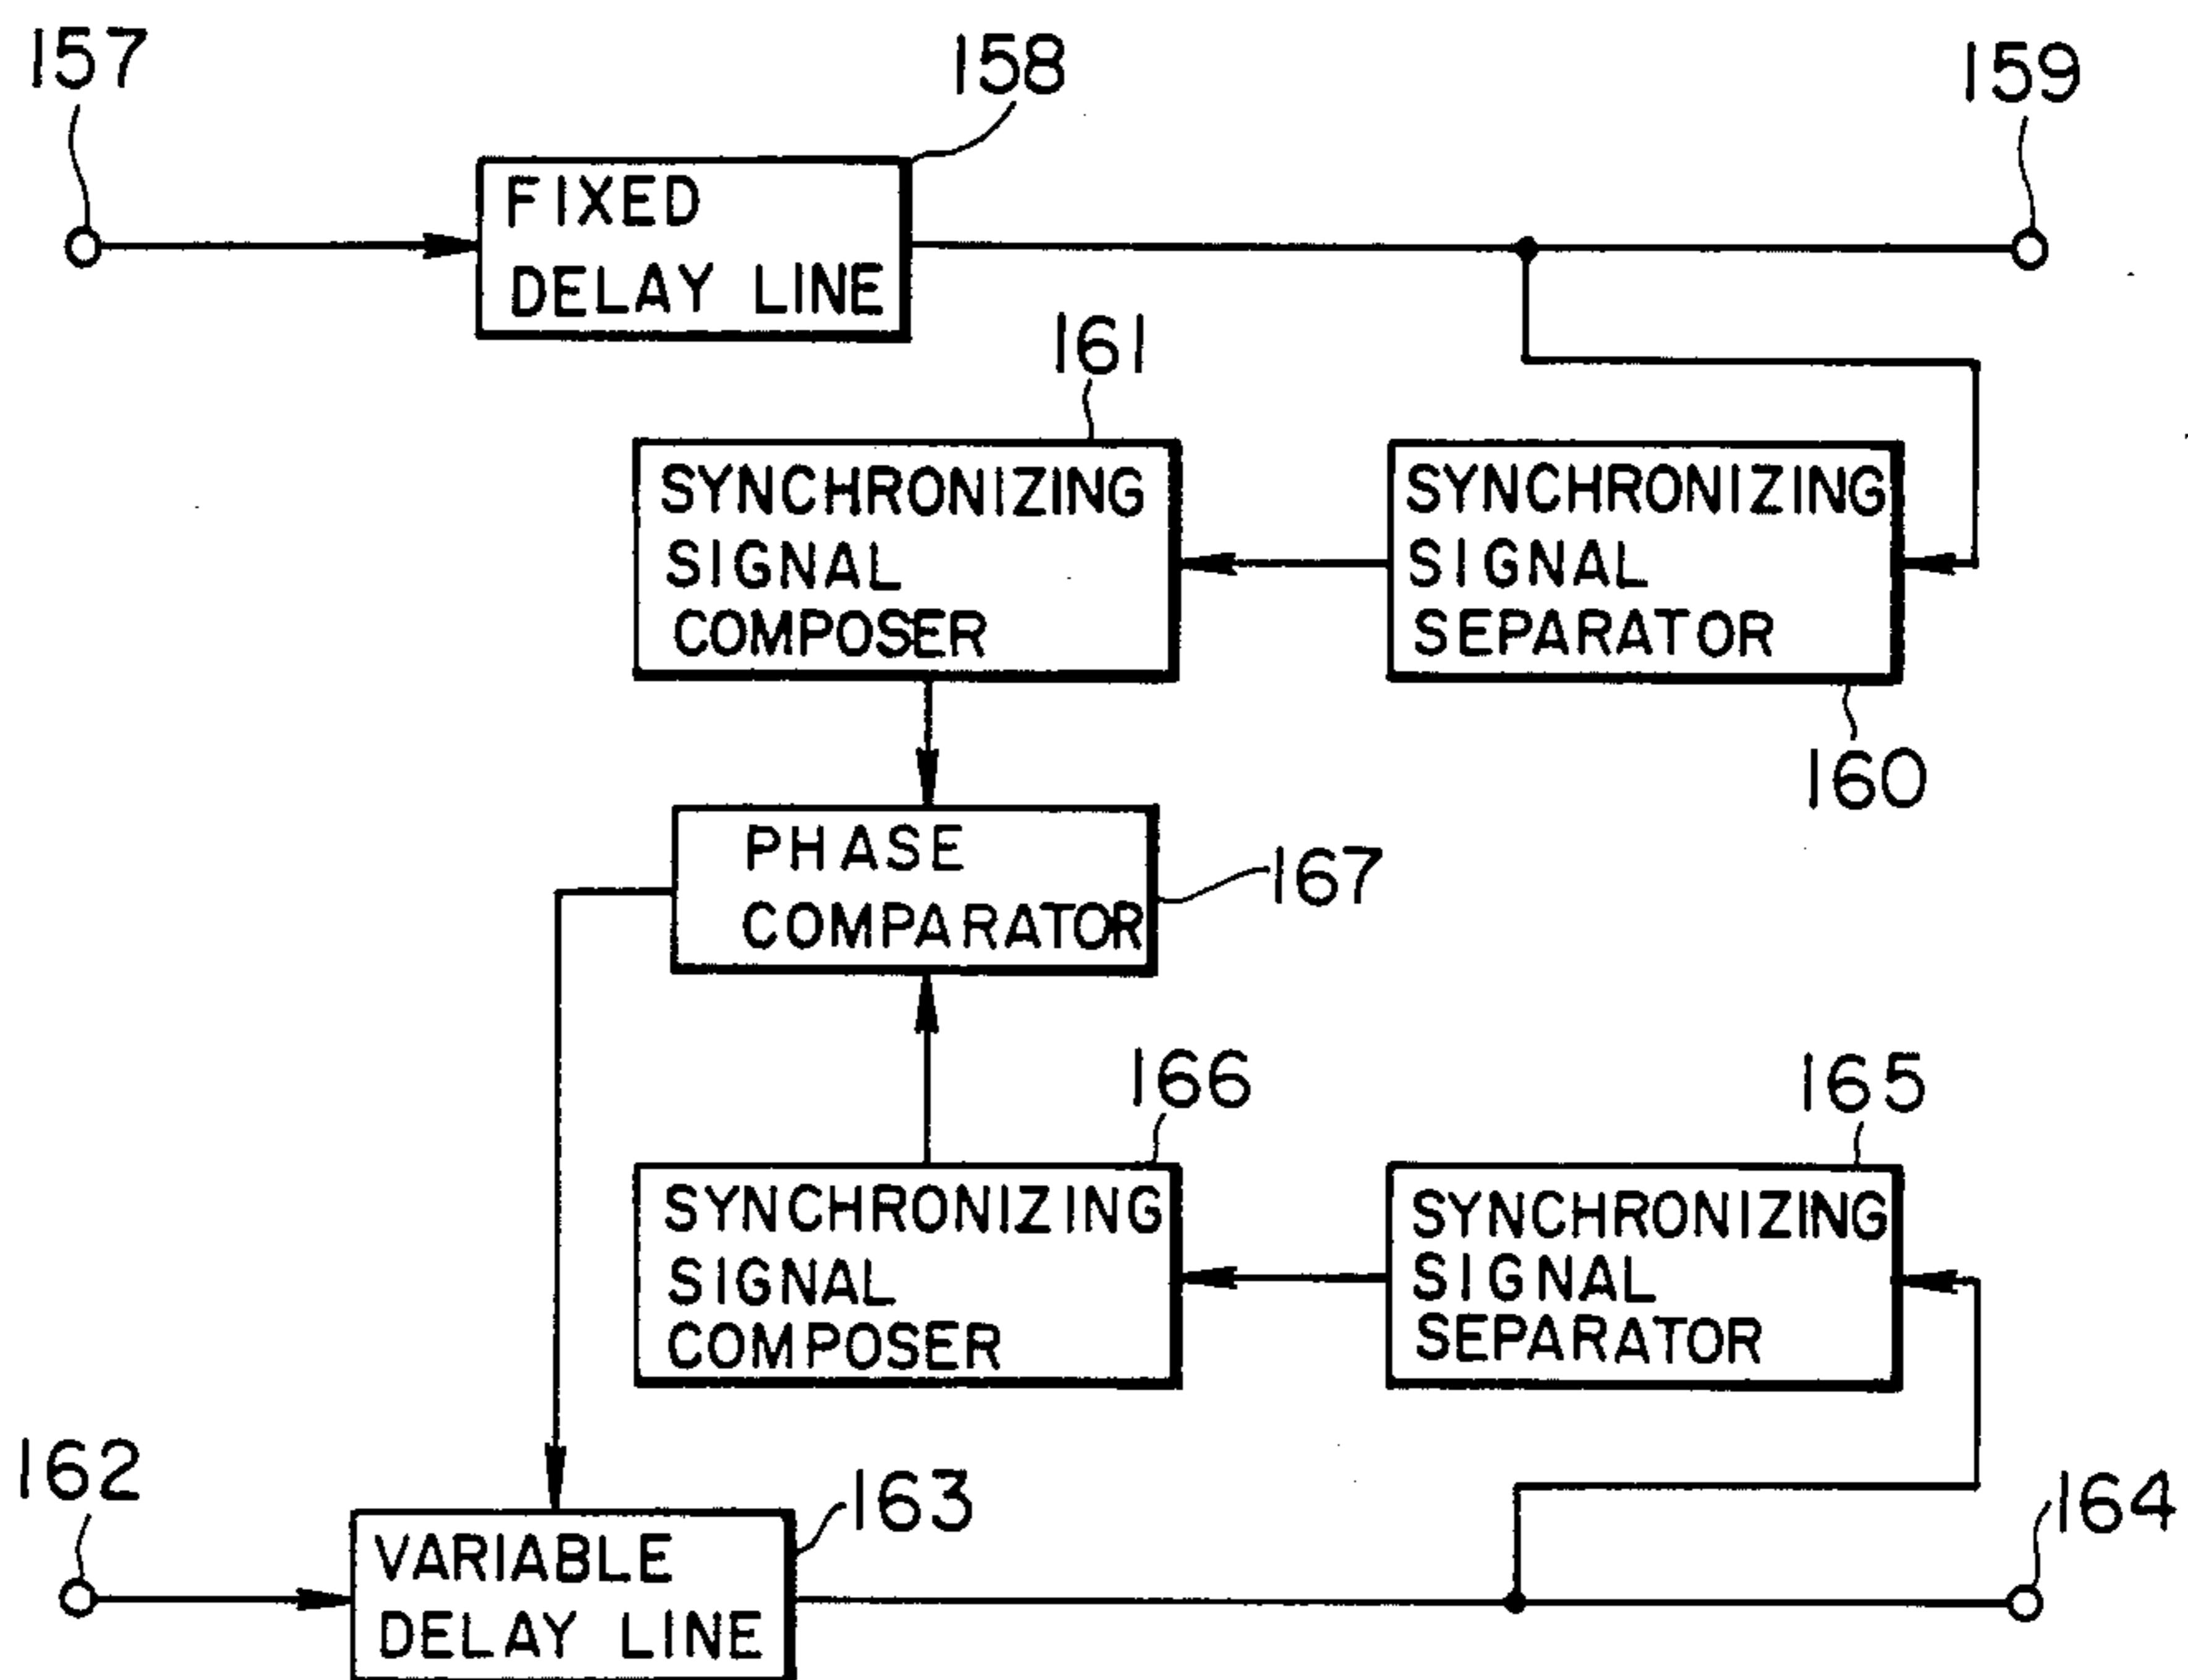 157
158
159
FIXED
DELAY LINE
161
SYNCHRONIZING
SIGNAL
COMPOSER
SYNCHRONIZING
SIGNAL
SEPARATOR
160
PHASE
COMPARATOR
167
166
165
SYNCHRONIZING
SIGNAL
COMPOSER
SYNCHRONIZING
SIGNAL
SEPARATOR
162
163
164
VARIABLE
DELAY LINE